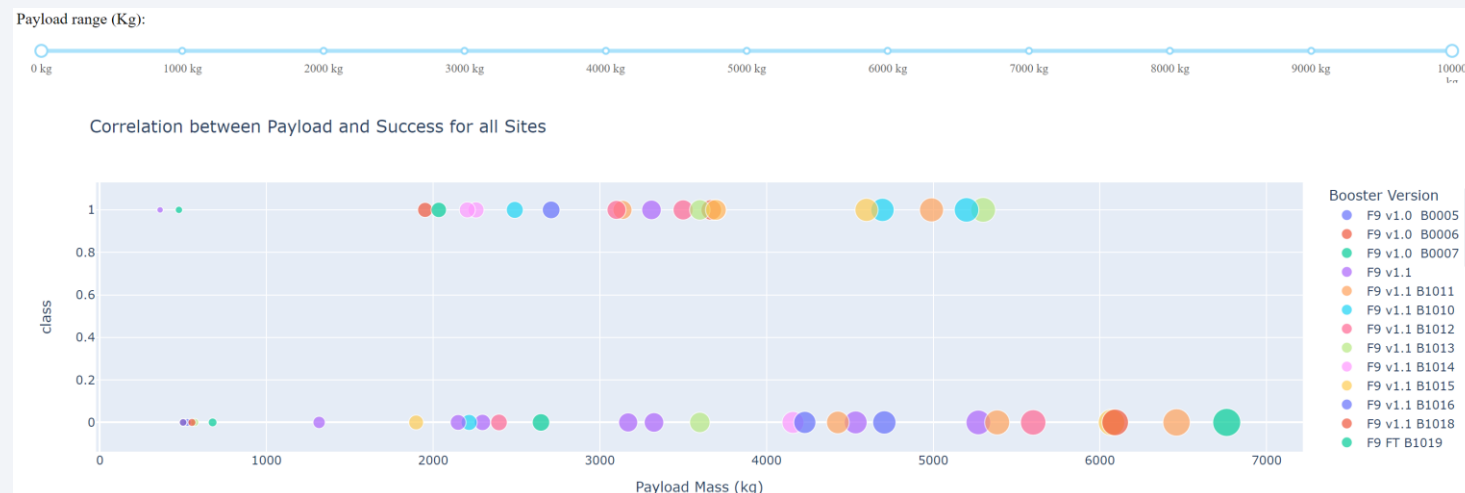 Payload range (Kg):
0 kg 1000 kg 2000 kg 3000 kg 4000 kg 5000 kg 6000 kg 7000 kg 8000 kg 9000 kg 10000
kg
Correlation between Payload and Success for all Sites
Booster Version
F9 v1.0 B0005
F9 v1.0 B0006
F9 v1.0 B0007
F9 v1.1
F9 v1.1 B1011
F9 v1.1 B1010
F9 v1.1 B1012
F9 v1.1 B1013
F9 v1.1 B1014
F9 v1.1 B1015
F9 v1.1 B1016
F9 v1.1 B1018
F9 FT B1019
class
1
0.8
0.6
0.4
0.2
0
0 1000 2000 3000 4000 5000 6000 7000
Payload Mass (kg)